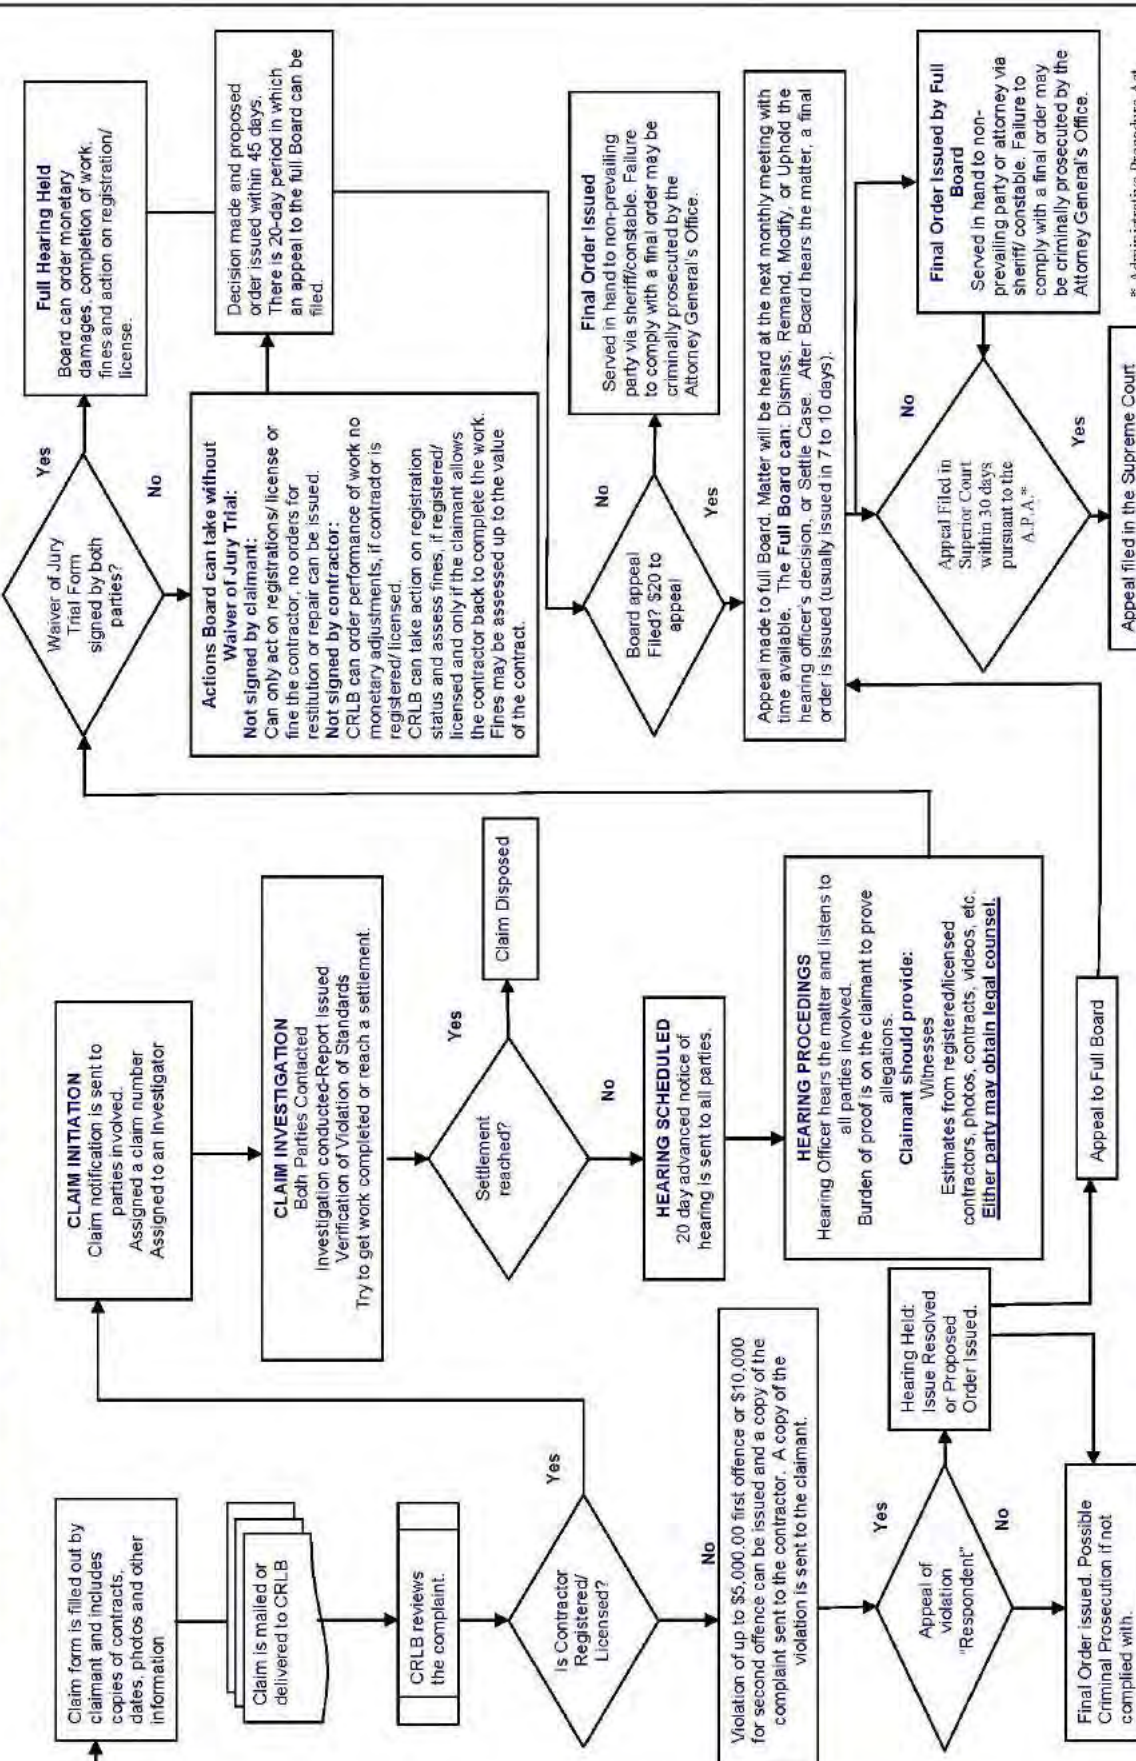 Claim form is filled out by
claimant and includes
copies of contracts,
dates, photos and other
information
Claim is mailed or
delivered to CRLB
CRLB reviews
the complaint.
Is Contractor
Registered/
Licensed?
Yes
No
Violation of up to $5,000.00 first offence or $10,000
for second offence can be issued and a copy of the
complaint sent to the contractor. A copy of the
violation is sent to the claimant.
Appeal of
violation
"Respondent"
Yes
No
Final Order issued. Possible
Criminal Prosecution if not
complied with.
Hearing Held:
Issue Resolved
or Proposed
Order Issued.
Appeal to Full Board
CLAIM INITIATION
Claim notification is sent to
parties involved.
Assigned a claim number
Assigned to an Investigator
CLAIM INVESTIGATION
Both Parties Contacted
Investigation conducted-Report Issued
Verification of Violation of Standards
Try to get work completed or reach a settlement.
Settlement
reached?
Yes
Claim Disposed
No
HEARING SCHEDULED
20 day advanced notice of
hearing is sent to all parties.
HEARING PROCEDINGS
Hearing Officer hears the matter and listens to
all parties involved.
Burden of proof is on the claimant to prove
allegations.
Claimant should provide:
Witnesses
Estimates from registered/licensed
contractors, photos, contracts, videos, etc.
Either party may obtain legal counsel.
Waiver of Jury
Trial Form
signed by both
parties?
Yes
No
Full Hearing Held
Board can order monetary
damages, completion of work,
fines and action on registration/
license.
Actions Board can take without
Waiver of Jury Trial:
Not signed by claimant:
Can only act on registrations/ license or
fine the contractor, no orders for
restitution or repair can be issued.
Not signed by contractor:
CRLB can order performance of work no
monetary adjustments, if contractor is
registered/ licensed.
CRLB can take action on registration
status and assess fines, if registered/
licensed and only if the claimant allows
the contractor back to complete the work.
Fines may be assessed up to the value
of the contract.
Decision made and proposed
order issued within 45 days.
There is 20-day period in which
an appeal to the full Board can be
filed.
Board appeal
Filed? $20 to
appeal
No
Yes
Final Order Issued
Served in hand to non-prevailing
party via sheriff/constable. Failure
to comply with a final order may be
criminally prosecuted by the
Attorney General's Office.
Appeal made to full Board. Matter will be heard at the next monthly meeting with
time available. The Full Board can: Dismiss, Remand, Modify, or Uphold the
hearing officer's decision, or Settle Case. After Board hears the matter, a final
order is issued (usually issued in 7 to 10 days).
Appeal Filed in
Superior Court
within 30 days
pursuant to the
A.P.A.*
No
Yes
Final Order Issued by Full
Board
Served in hand to non-
prevailing party or attorney via
sheriff/ constable. Failure to
comply with a final order may
be criminally prosecuted by the
Attorney General's Office.
Appeal filed in the Supreme Court
* Administrative Procedure Act